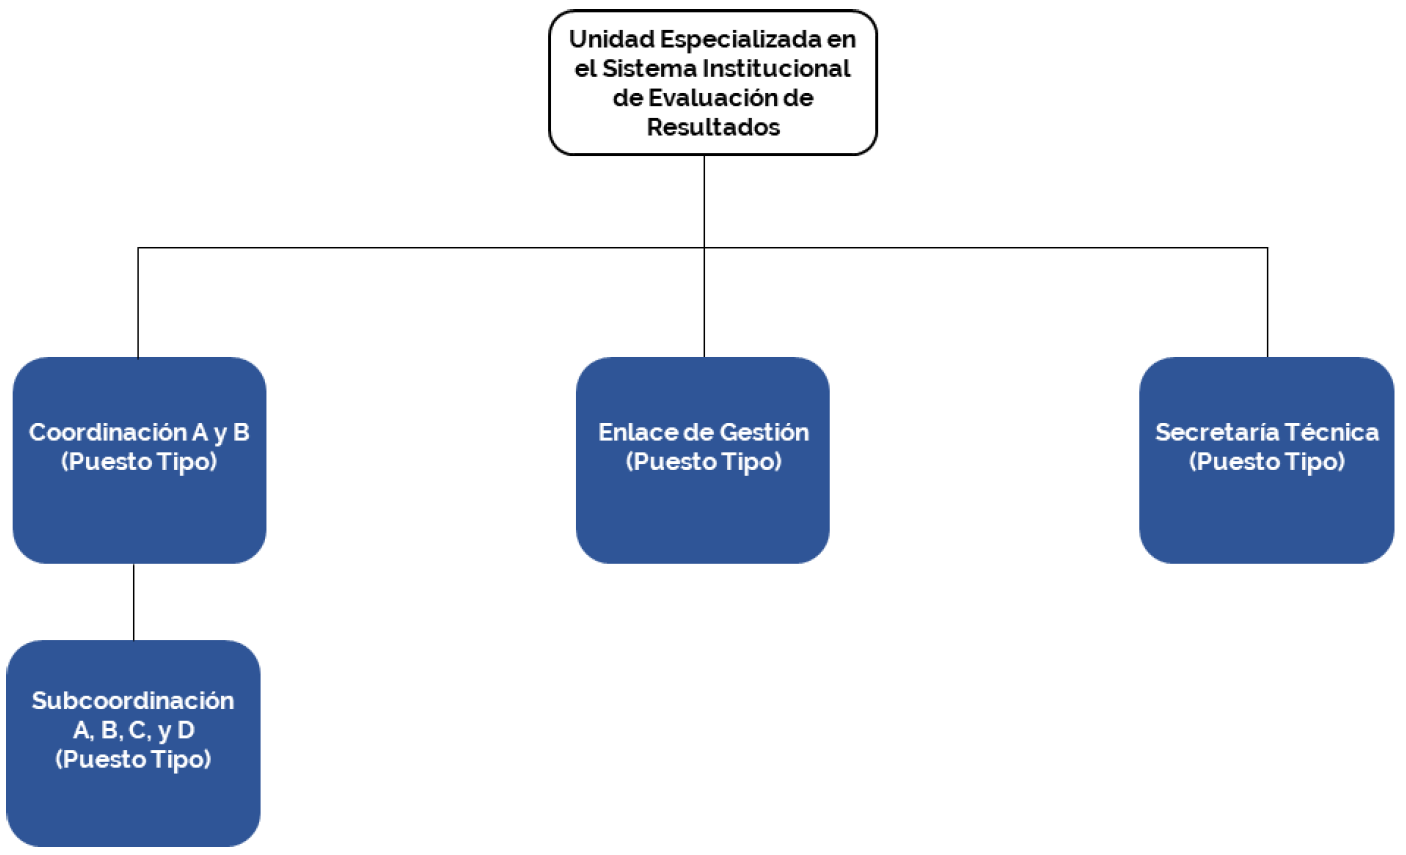 Unidad Especializada en
el Sistema Institucional
de Evaluación de
Resultados
Coordinación A y B
(Puesto Tipo)
Enlace de Gestión
(Puesto Tipo)
Secretaría Técnica
(Puesto Tipo)
Subcoordinación
A, B, C, y D
(Puesto Tipo)